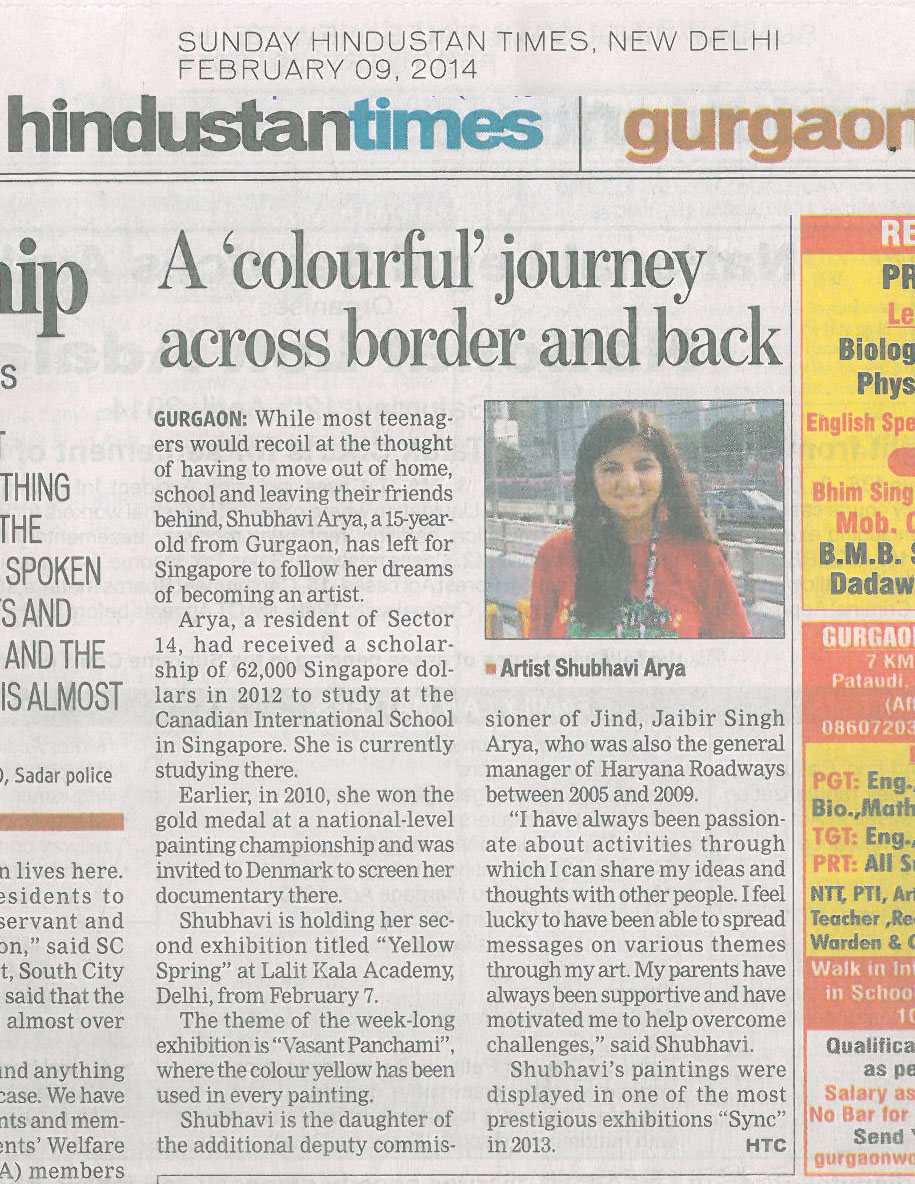 SUNDAY HINDUSTAN TIMES, NEW DELHI
FEBRUARY 09, 2014
hindustantimes
gurgaon
A ‘colourful’ journey
across border and back
GURGAON: While most teenag-
ers would recoil at the thought
of having to move out of home,
school and leaving their friends
behind, Shubhavi Arya, a 15-year-
old from Gurgaon, has left for
Singapore to follow her dreams
of becoming an artist.
Arya, a resident of Sector
14, had received a scholar-
ship of 62,000 Singapore dol-
lars in 2012 to study at the
Canadian International School
in Singapore. She is currently
studying there.
Earlier, in 2010, she won the
gold medal at a national-level
painting championship and was
invited to Denmark to screen her
documentary there.
Shubhavi is holding her sec-
ond exhibition titled “Yellow
Spring” at Lalit Kala Academy,
Delhi, from February 7.
The theme of the week-long
exhibition is “Vasant Panchami”,
where the colour yellow has been
used in every painting.
Shubhavi is the daughter of
the additional deputy commis-
Artist Shubhavi Arya
sioner of Jind, Jaibir Singh
Arya, who was also the general
manager of Haryana Roadways
between 2005 and 2009.
“I have always been passion-
ate about activities through
which I can share my ideas and
thoughts with other people. I feel
lucky to have been able to spread
messages on various themes
through my art. My parents have
always been supportive and have
motivated me to help overcome
challenges,” said Shubhavi.
Shubhavi’s paintings were
displayed in one of the most
prestigious exhibitions “Sync”
in 2013.
HTC
THING
THE
SPOKEN
AND
AND THE
IS ALMOST
, Sadar police
lives here.
to
servant and
on,” said SC
, South City
said that the
almost over
and anything
case. We have
and mem-
ents’ Welfare
A) members
RE
PR
Le
Biolog
Phys
English Spe
Bhim Sing
Mob.
B.M.B.
Dadaw
GURGAO
7 KM
Pataudi,
(Af
08607203
PGT: Eng.,
Bio.,Math
TGT: Eng.,
PRT: All S
NTT, PTI, Ar
Teacher ,Re
Warden &
Walk in Int
in Schoo
10
Qualifica
as pe
Salary as
No Bar for
Send
gurgaonwo